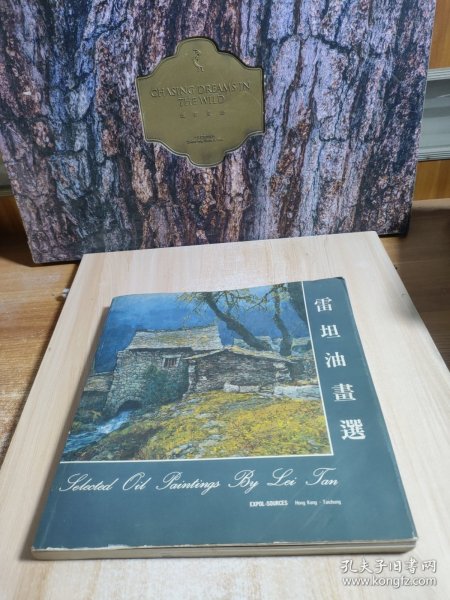 CHASING DREAMS IN
THE WILD
雷坦油畫選
Selected Oil Paintings By Lei Tan
EXPOL-SOURCES Hong Kong · Taichung
孔夫子旧书网
www.kongfz.com